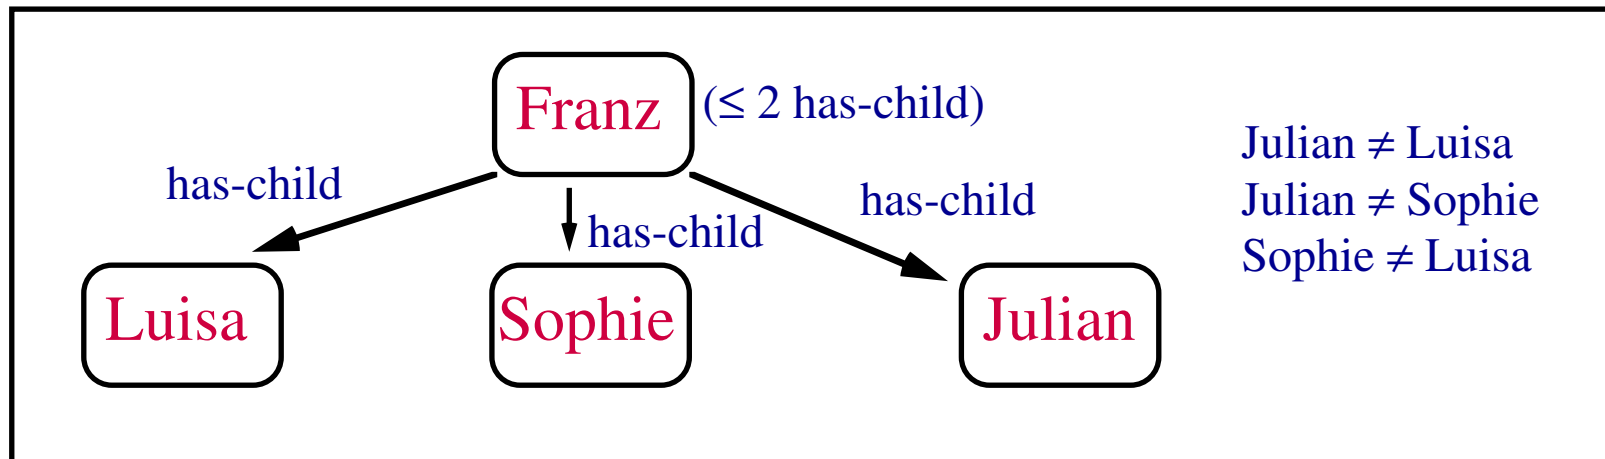 Franz
(≤ 2 has-child)
has-child
has-child
has-child
Luisa
Sophie
Julian
Julian ≠ Luisa
Julian ≠ Sophie
Sophie ≠ Luisa